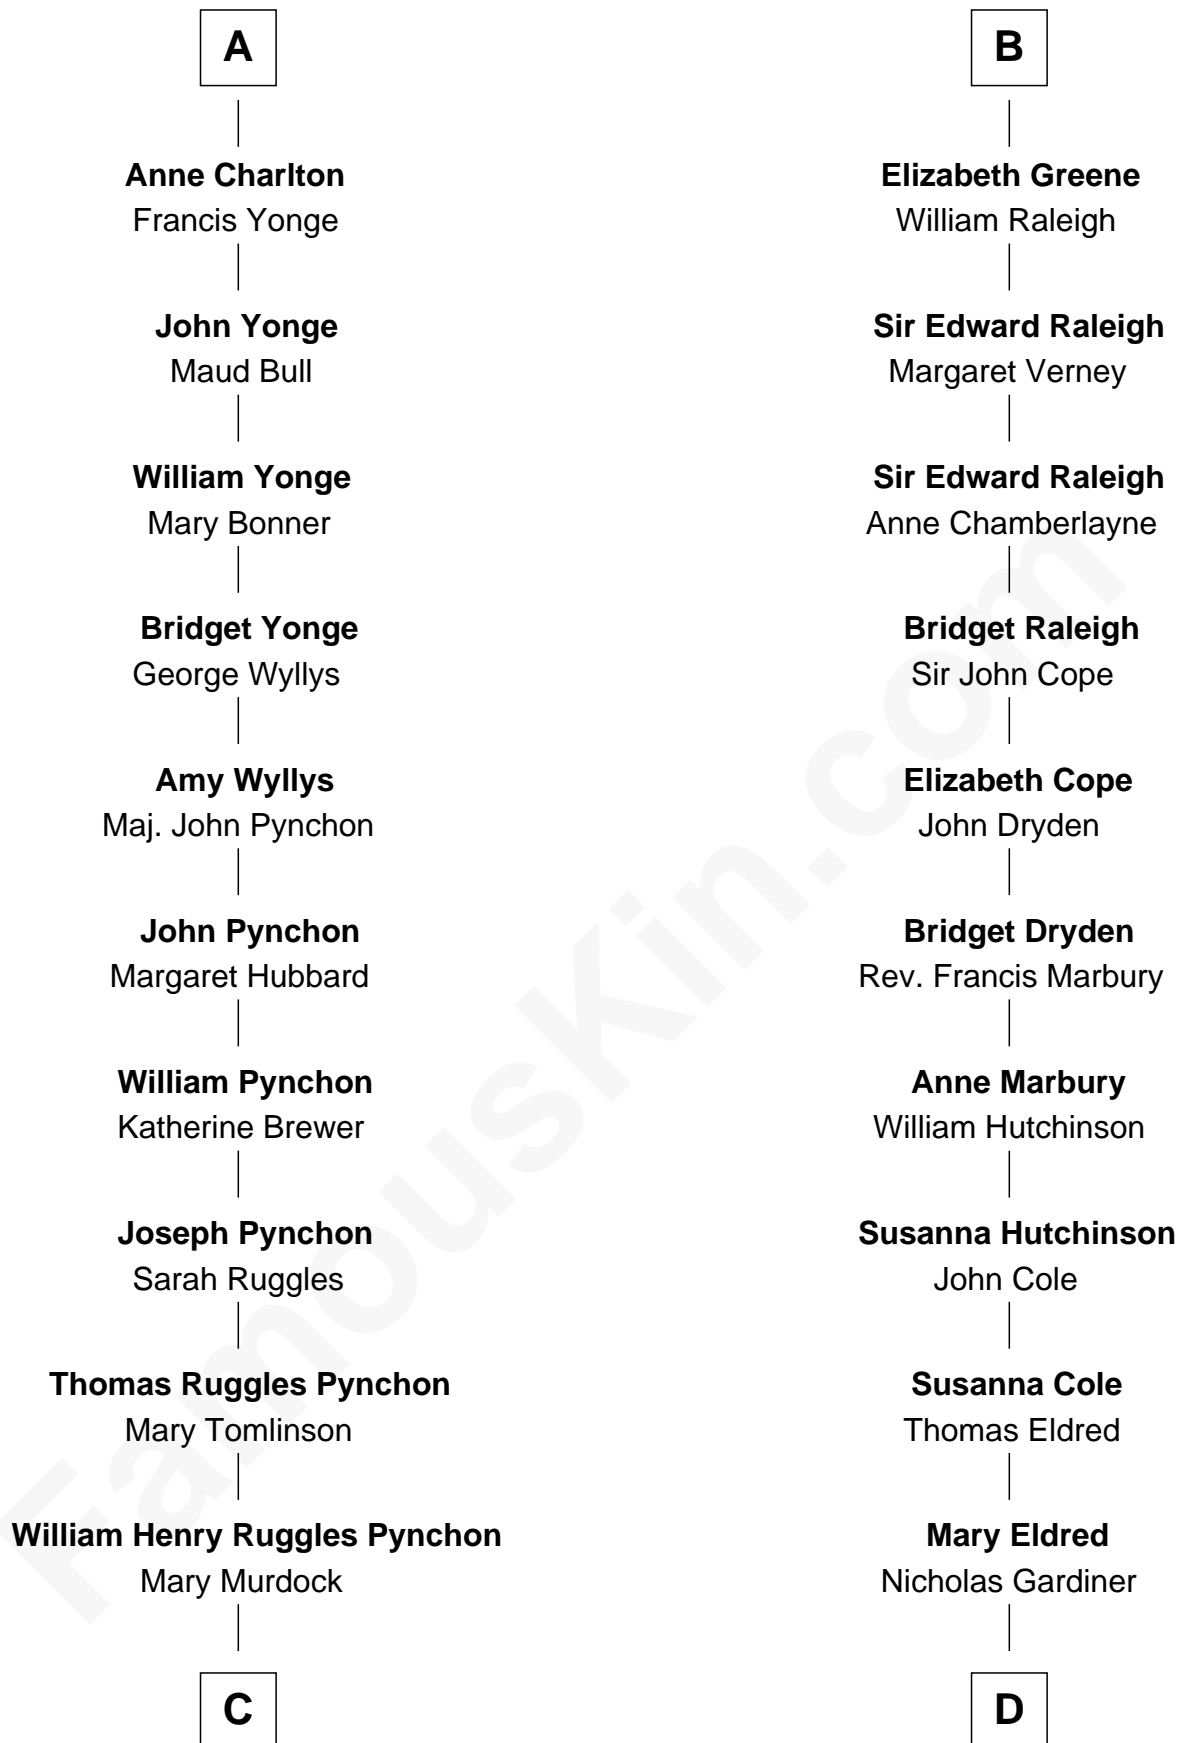 A
Anne Charlton
Francis Yonge
John Yonge
Maud Bull
William Yonge
Mary Bonner
Bridget Yonge
George Wyllys
Amy Wyllys
Maj. John Pynchon
John Pynchon
Margaret Hubbard
William Pynchon
Katherine Brewer
Joseph Pynchon
Sarah Ruggles
Thomas Ruggles Pynchon
Mary Tomlinson
William Henry Ruggles Pynchon
Mary Murdock
C
B
Elizabeth Greene
William Raleigh
Sir Edward Raleigh
Margaret Verney
Sir Edward Raleigh
Anne Chamberlayne
Bridget Raleigh
Sir John Cope
Elizabeth Cope
John Dryden
Bridget Dryden
Rev. Francis Marbury
Anne Marbury
William Hutchinson
Susanna Hutchinson
John Cole
Susanna Cole
Thomas Eldred
Mary Eldred
Nicholas Gardiner
D
FamousKin.com